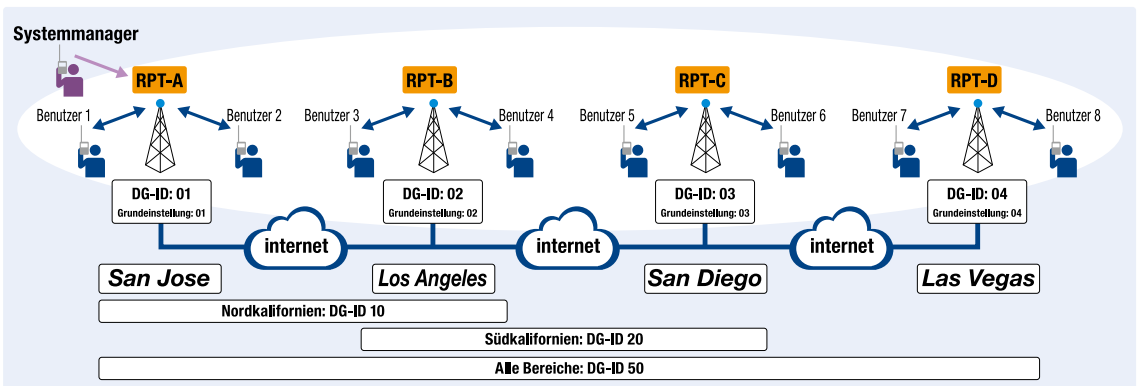 Systemmanager
RPT-A
RPT-B
RPT-C
RPT-D
Benutzer 1
Benutzer 2
Benutzer 3
Benutzer 4
Benutzer 5
Benutzer 6
Benutzer 7
Benutzer 8
DG-ID: 01
Grundeinstellung: 01
DG-ID: 02
Grundeinstellung: 02
DG-ID: 03
Grundeinstellung: 03
DG-ID: 04
Grundeinstellung: 04
internet
internet
internet
San Jose
Los Angeles
San Diego
Las Vegas
Nordkalifornien: DG-ID 10
Südkalifornien: DG-ID 20
Alle Bereiche: DG-ID 50